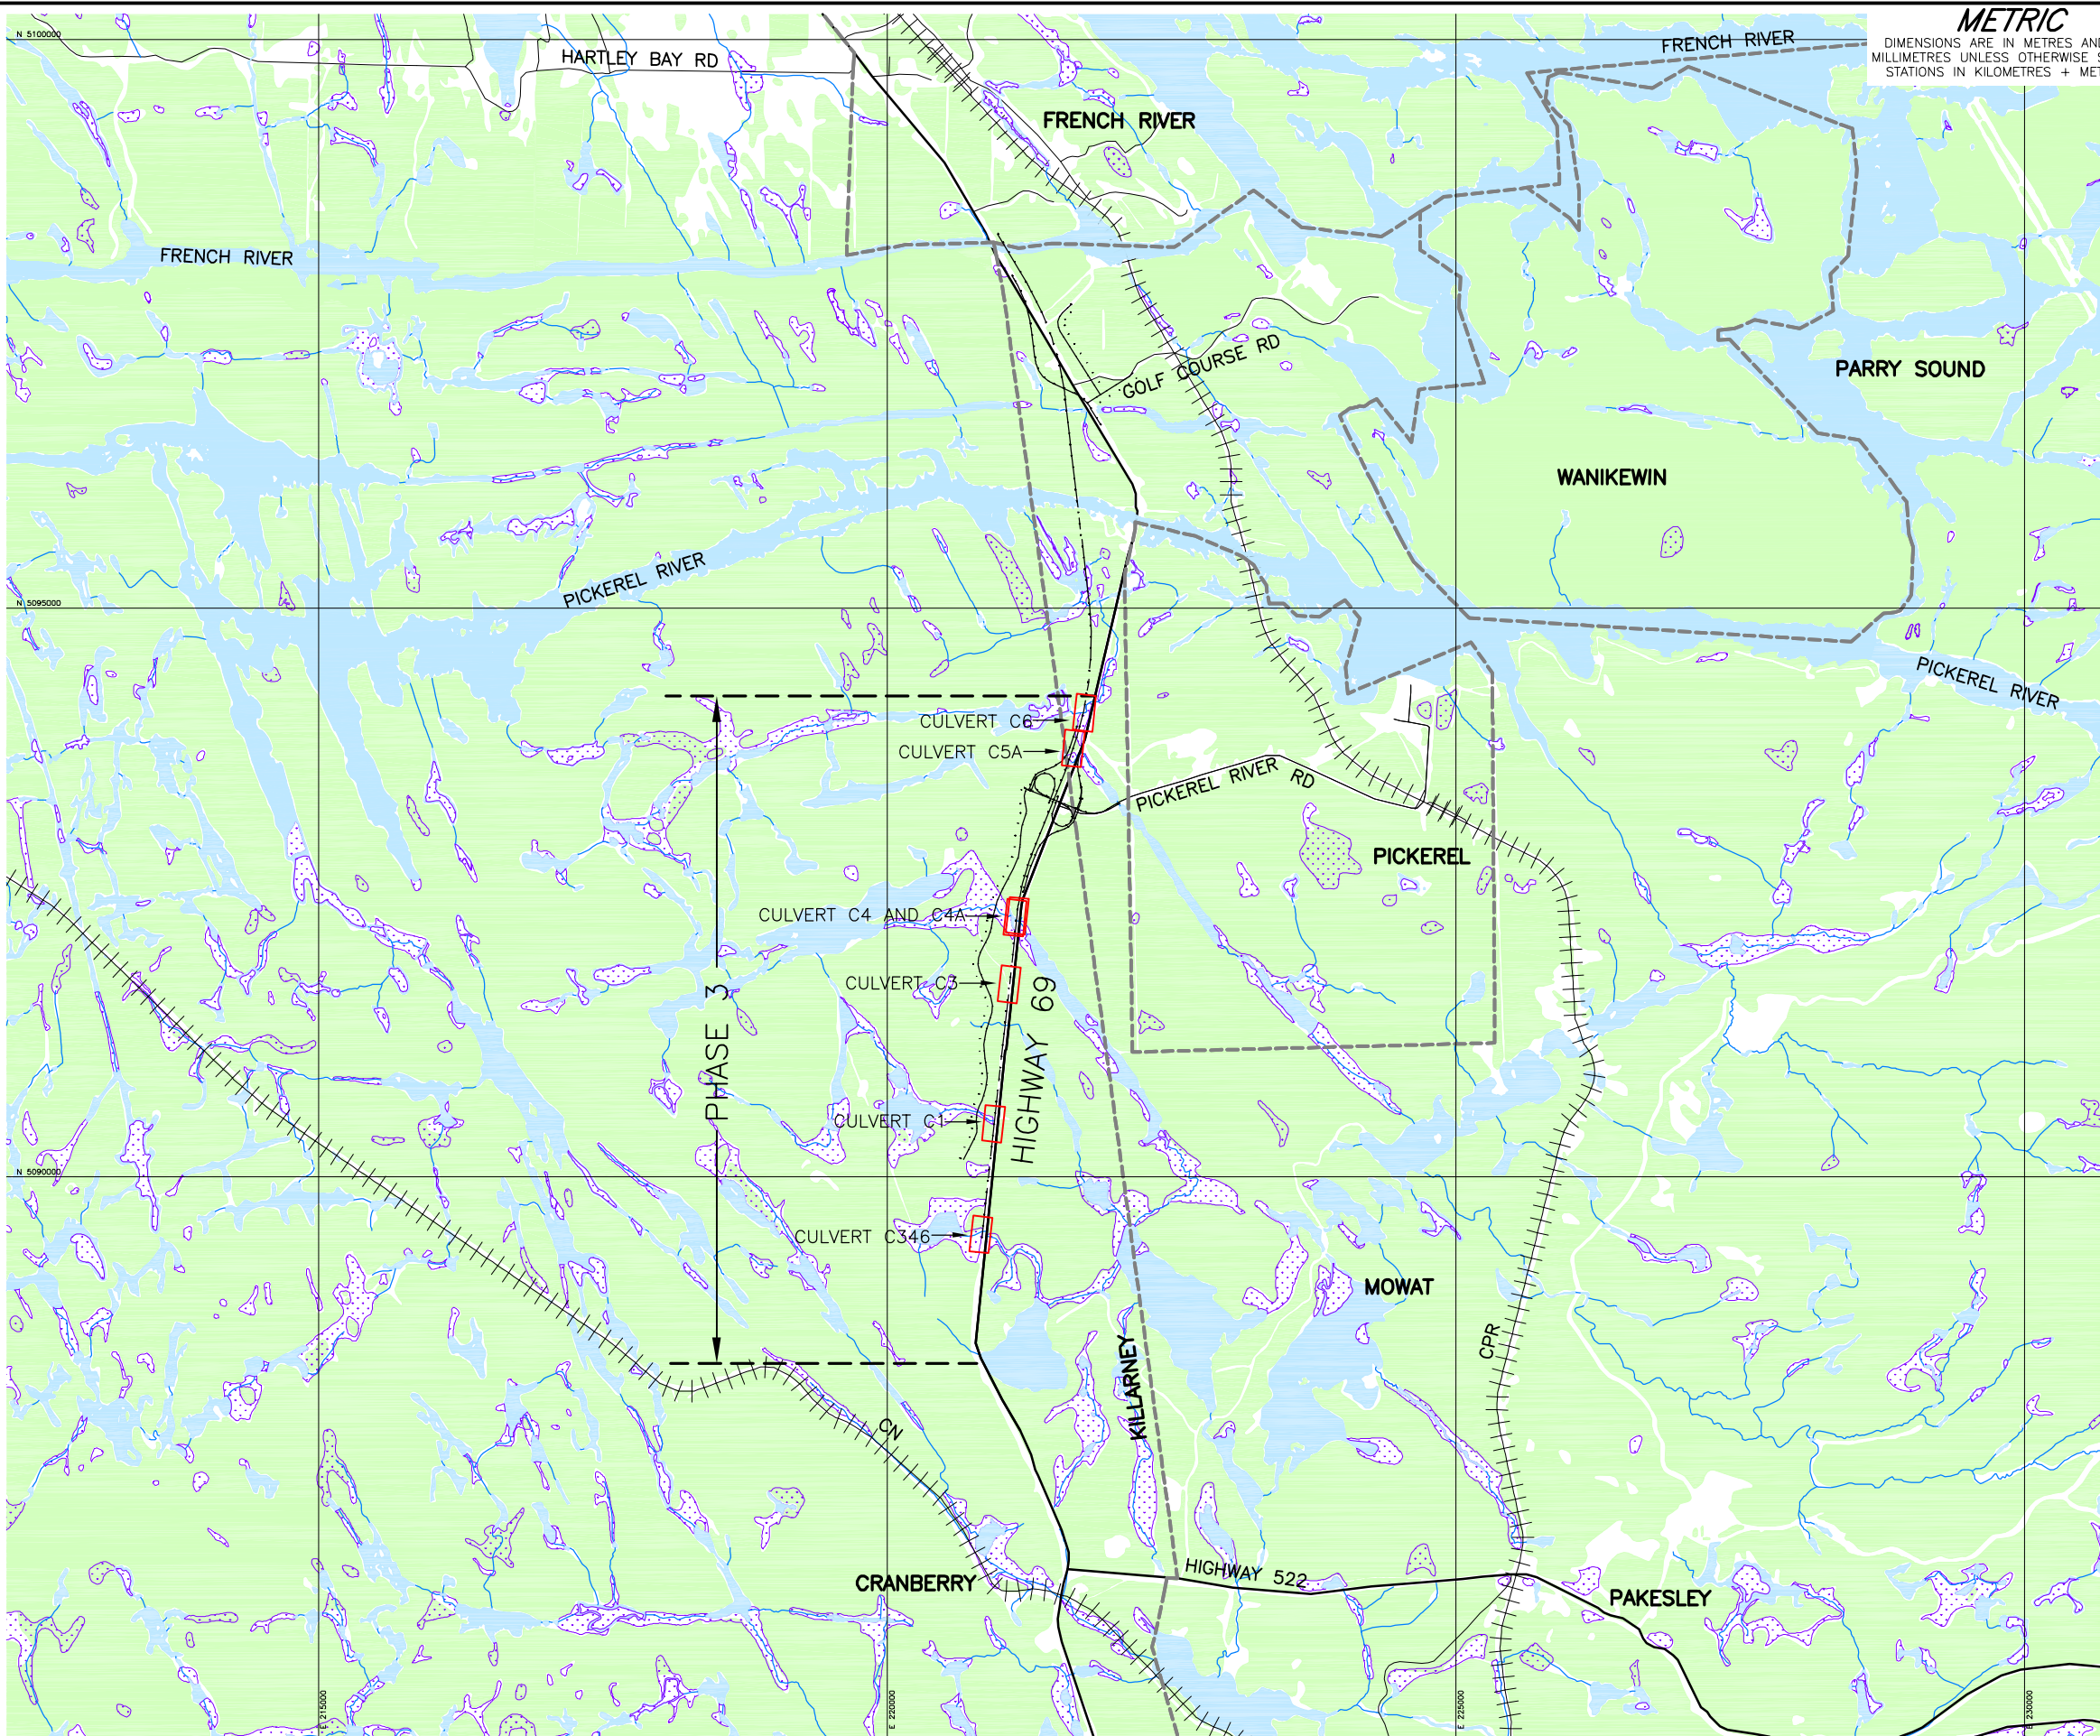 METRIC
DIMENSIONS ARE IN METRES AND
MILLIMETRES UNLESS OTHERWISE
STATIONS IN KILOMETRES +
N 5100000
HARTLEY BAY RD
FRENCH RIVER
FRENCH RIVER
FRENCH RIVER
GOLF COURSE RD
PARRY SOUND
WANIKEWIN
PICKEREL RIVER
N 5095000
PICKEREL RIVER
CULVERT C6
CULVERT C5A
PICKEREL RIVER RD
PICKEREL
CULVERT C4 AND C4A
CULVERT C3
PHASE 3
HIGHWAY 69
CULVERT C1
N 5090000
CULVERT C346
MOWAT
KILLARNEY
CPR
CN
HIGHWAY 522
CRANBERRY
PAKESLEY
E 215000
E 220000
E 225000
E 230000